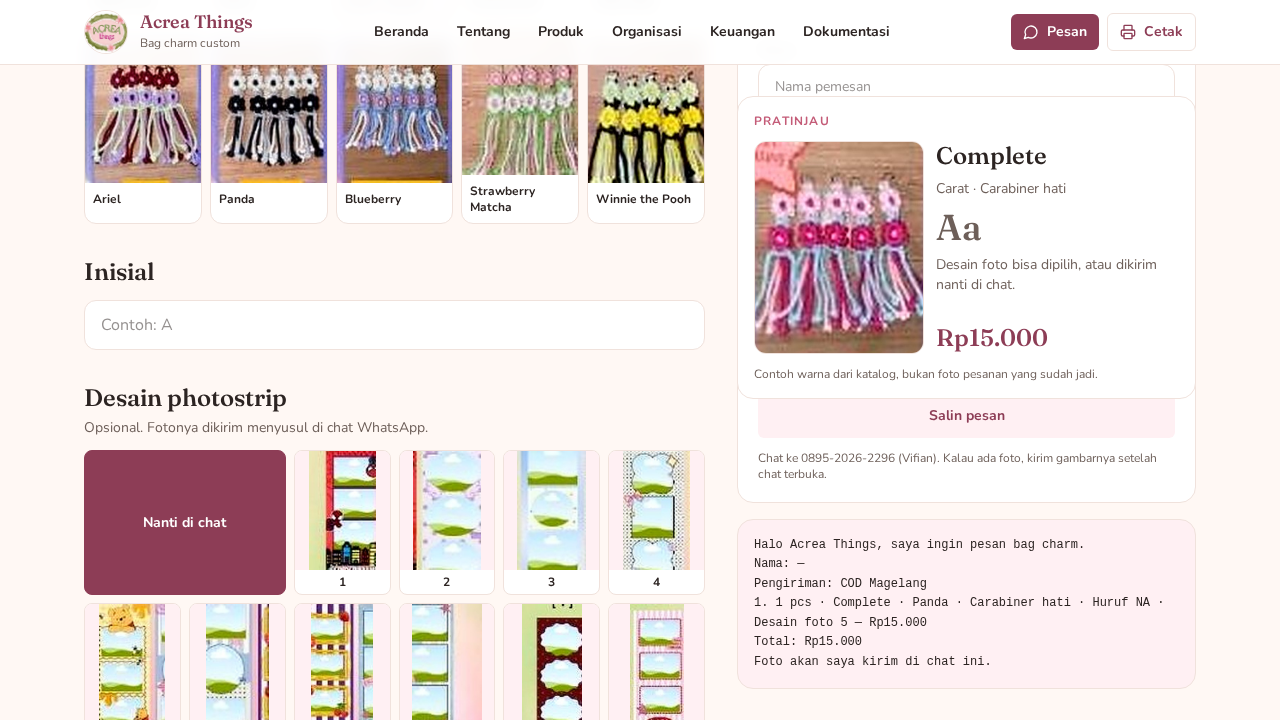 Acrea Things
Bag charm custom
Beranda
Tentang
Produk
Organisasi
Keuangan
Dokumentasi
Pesan
Cetak
Ariel
Panda
Blueberry
Strawberry
Matcha
Winnie the Pooh
Inisial
Contoh: A
Desain photostrip
Opsional. Fotonya dikirim menyusul di chat WhatsApp.
Nanti di chat
1
2
3
4
Nama pemesan
PRATINJAU
Complete
Carat · Carabiner hati
Aa
Desain foto bisa dipilih, atau dikirim
nanti di chat.
Rp15.000
Contoh warna dari katalog, bukan foto pesanan yang sudah jadi.
Salin pesan
Chat ke 0895-2026-2296 (Vifian). Kalau ada foto, kirim gambarnya setelah
chat terbuka.
Halo Acrea Things, saya ingin pesan bag charm.
Nama: —
Pengiriman: COD Magelang
1. 1 pcs · Complete · Panda · Carabiner hati · Huruf NA ·
Desain foto 5 — Rp15.000
Total: Rp15.000
Foto akan saya kirim di chat ini.